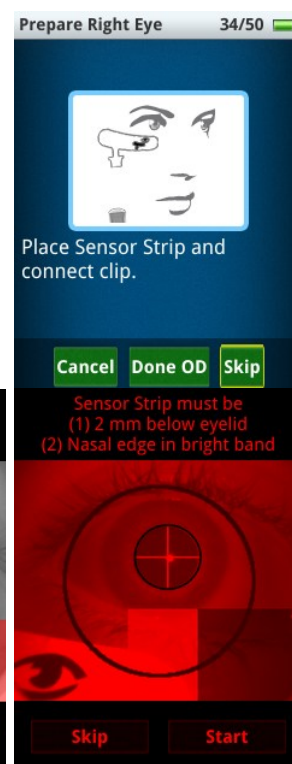 Prepare Right Eye 34/50
Place Sensor Strip and
connect clip.
Cancel Done OD Skip
Sensor Strip must be
(1) 2 mm below eyelid
(2) Nasal edge in bright band
Skip Start